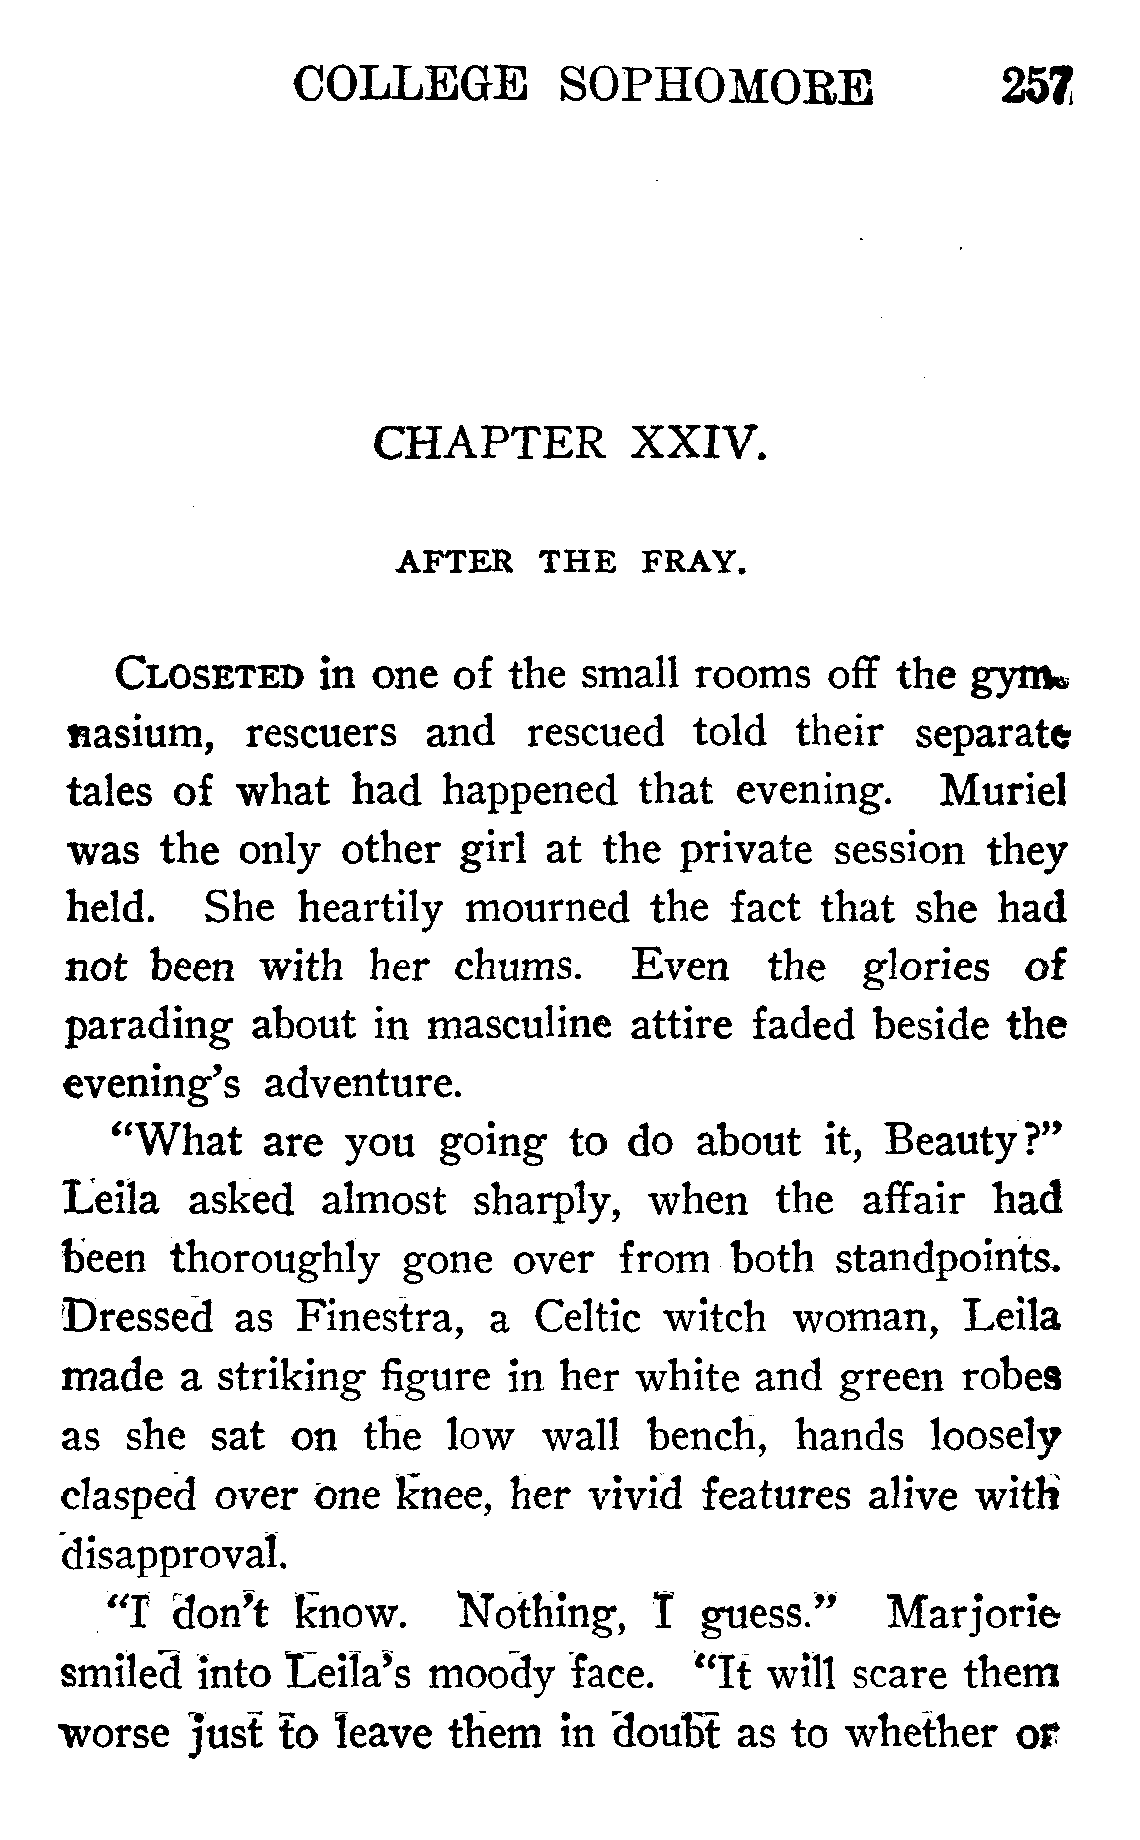 COLLEGE SOPHOMORE 257
CHAPTER XXIV.
AFTER THE FRAY.
CLOSETED in one of the small rooms off the gym-
nasium, rescuers and rescued told their separate
tales of what had happened that evening. Muriel
was the only other girl at the private session they
held. She heartily mourned the fact that she had
not been with her chums. Even the glories of
parading about in masculine attire faded beside the
evening's adventure.
"What are you going to do about it, Beauty?"
Leila asked almost sharply, when the affair had
been thoroughly gone over from both standpoints.
Dressed as Finestra, a Celtic witch woman, Leila
made a striking figure in her white and green robes
as she sat on the low wall bench, hands loosely
clasped over one knee, her vivid features alive with
disapproval.
"I don't know. Nothing, I guess." Marjorie
smiled into Leila's moody face. "It will scare them
worse just to leave them in doubt as to whether or